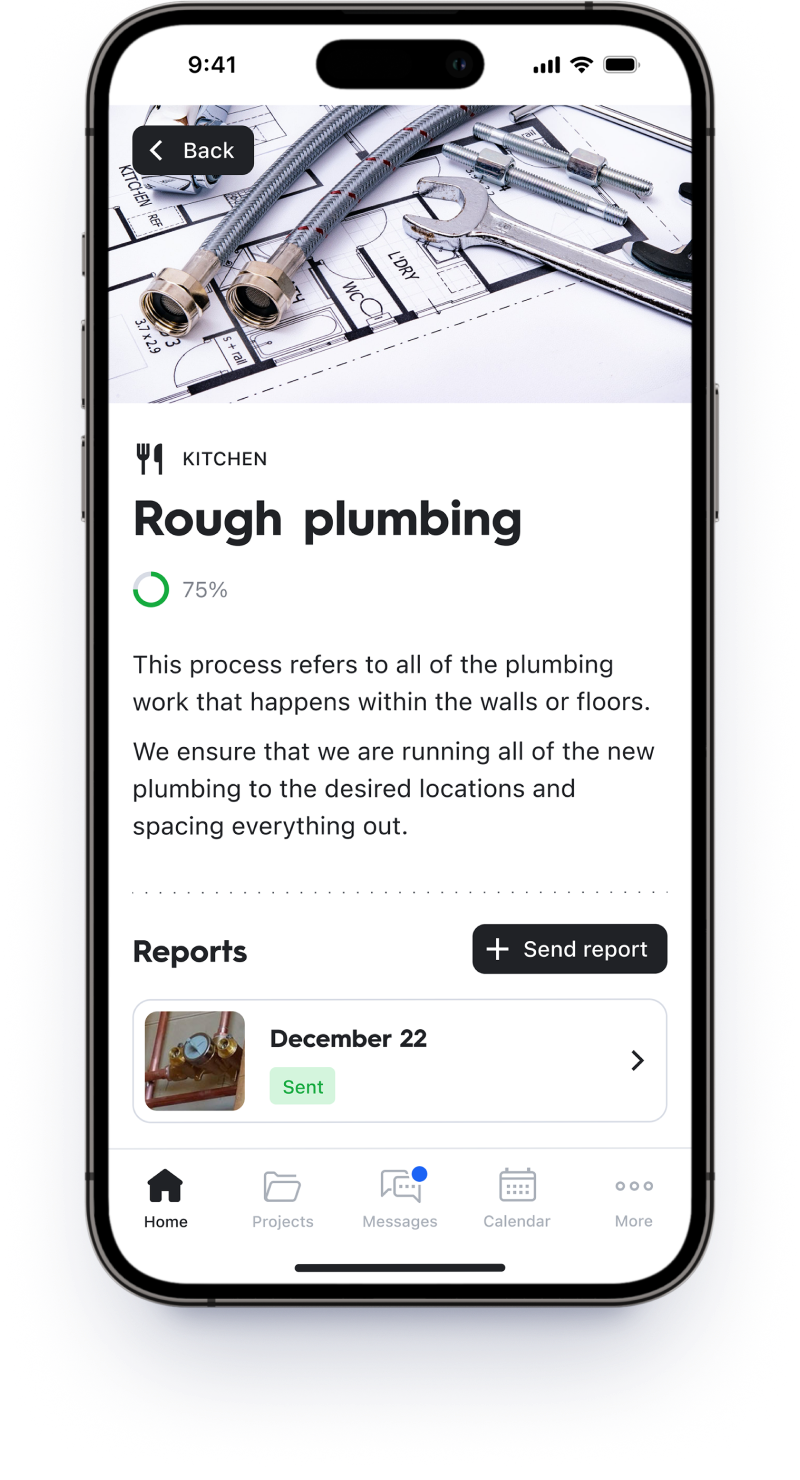 9:41
Back
KITCHEN
REF
L'DRY
WC
3.7 x 2.9
s + rail
KITCHEN
Rough plumbing
75%
This process refers to all of the plumbing
work that happens within the walls or floors.
We ensure that we are running all of the new
plumbing to the desired locations and
spacing everything out.
Reports
Send report
December 22
Sent
Home
Projects
Messages
Calendar
More